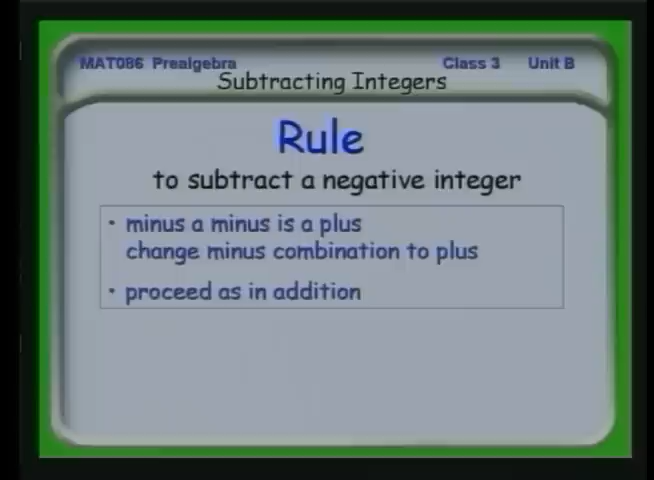 MAT086 Prealgebra Class 3 Unit B
Subtracting Integers
Rule
to subtract a negative integer
• minus a minus is a plus
change minus combination to plus
• proceed as in addition